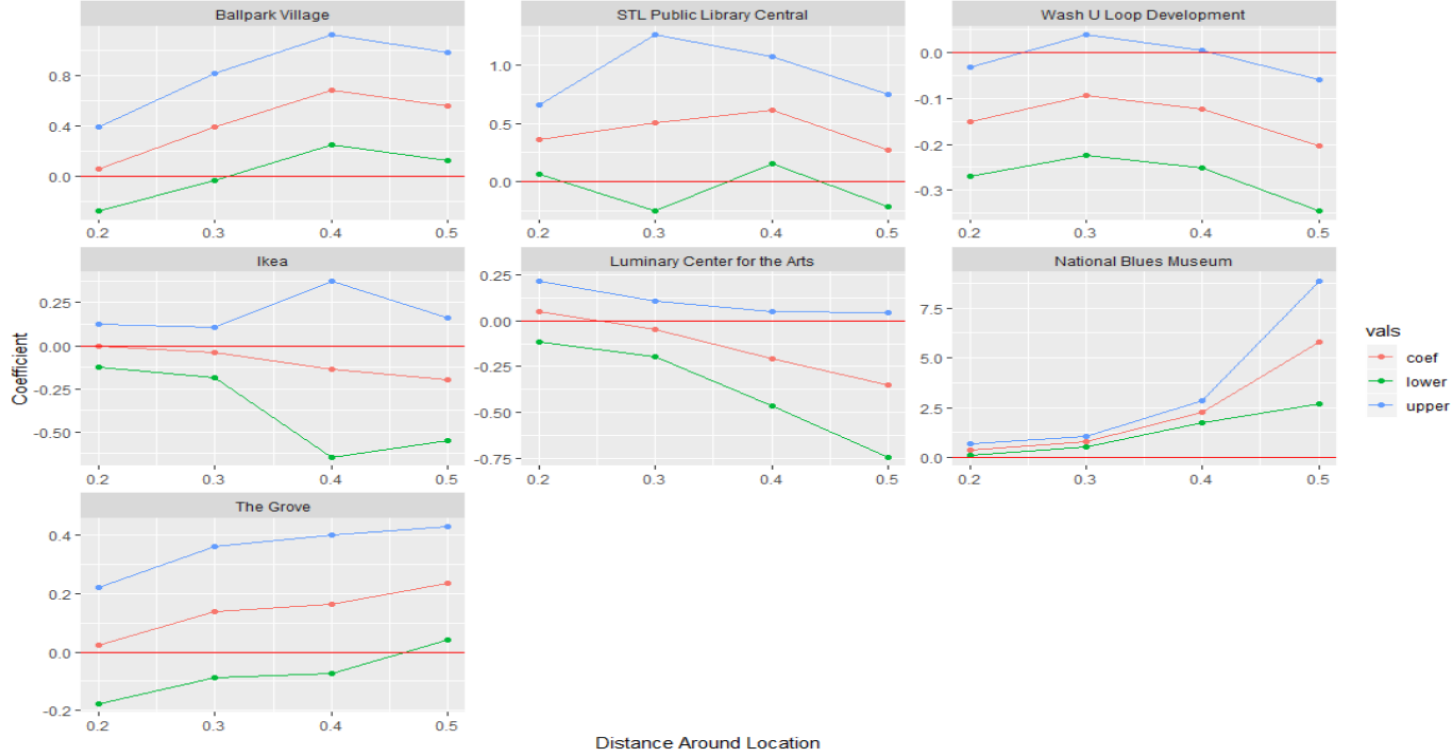 Ballpark Village
STL Public Library Central
Wash U Loop Development
0.8
0.4
0.0
0.2 0.3 0.4 0.5
1.0
0.5
0.0
0.2 0.3 0.4 0.5
0.0
-0.1
-0.2
-0.3
0.2 0.3 0.4 0.5
Ikea
Luminary Center for the Arts
National Blues Museum
Coefficient
0.25
0.00
-0.25
-0.50
0.2 0.3 0.4 0.5
0.25
0.00
-0.25
-0.50
-0.75
0.2 0.3 0.4 0.5
7.5
5.0
2.5
0.0
0.2 0.3 0.4 0.5
vals
coef
lower
upper
The Grove
0.4
0.2
0.0
-0.2
0.2 0.3 0.4 0.5
Distance Around Location